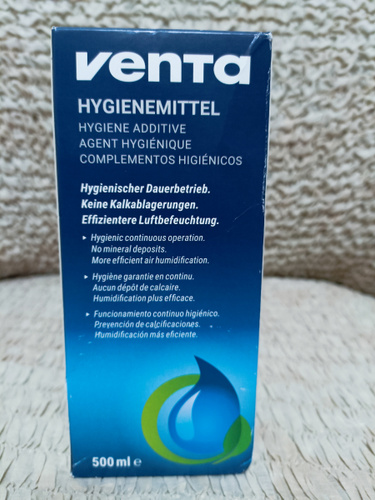 venta
HYGIENEMITTEL
HYGIENE ADDITIVE
AGENT HYGIÉNIQUE
COMPLEMENTOS HIGIÉNICOS
Hygienischer Dauerbetrieb.
Keine Kalkablagerungen.
Effizientere Luftbefeuchtung.
▸ Hygienic continuous operation.
No mineral deposits.
More efficient air humidification.
▸ Hygiène garantie en continu.
Aucun dépôt de calcaire.
Humidification plus efficace.
▸ Funcionamiento continuo higiénico.
Prevención de calcificaciones.
Humidificación más eficiente.
500 ml ℮